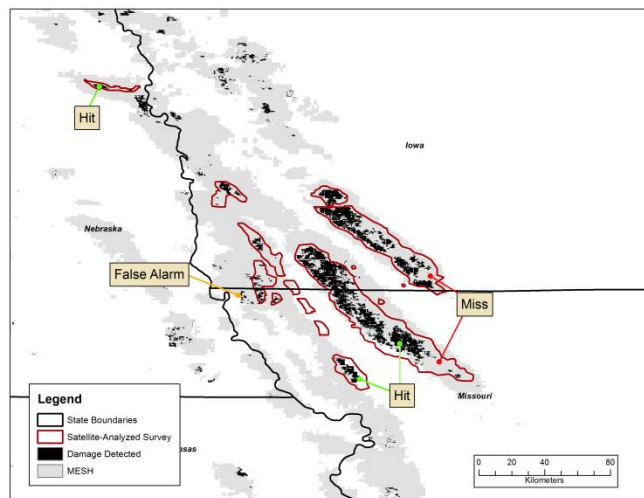 Hit
Iowa
Nebraska
False Alarm
Miss
Hit
Missouri
Legend
State Boundaries
Satellite-Analyzed Survey
Damage Detected
MESH
nsas
0 20 40 80
Kilometers